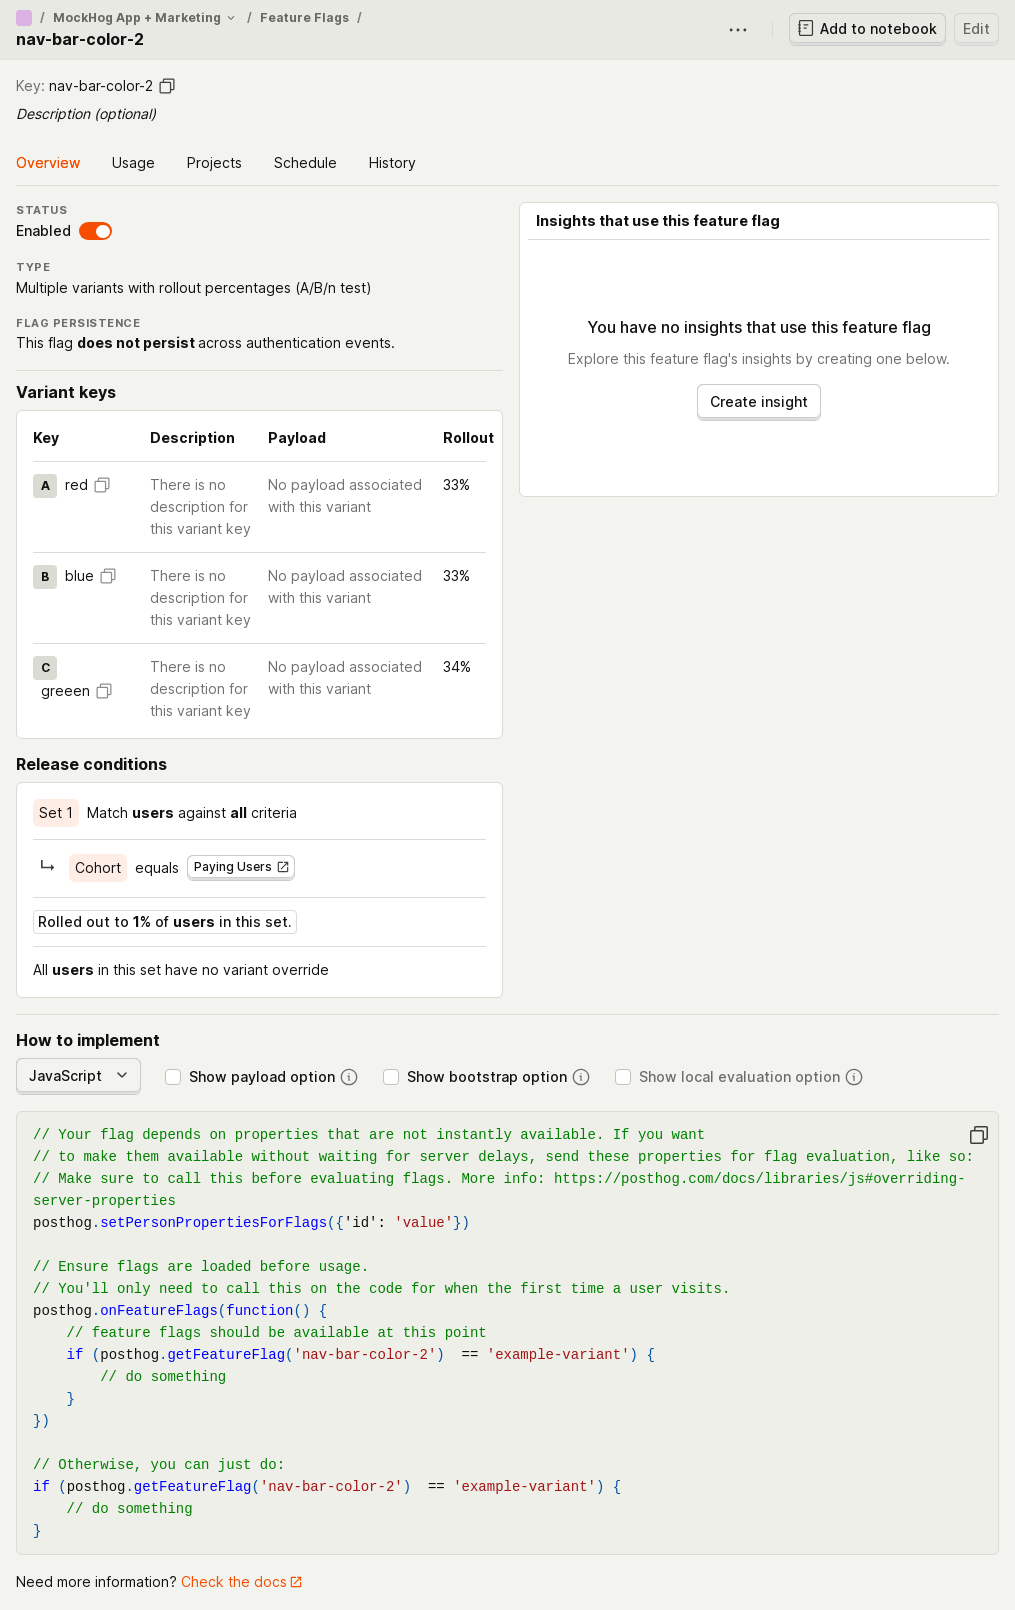 / MockHog App + Marketing / Feature Flags /
nav-bar-color-2
Add to notebook
Edit
Key: nav-bar-color-2
Description (optional)
Overview Usage Projects Schedule History
STATUS
Enabled
TYPE
Multiple variants with rollout percentages (A/B/n test)
FLAG PERSISTENCE
This flag does not persist across authentication events.
Insights that use this feature flag
You have no insights that use this feature flag
Explore this feature flag's insights by creating one below.
Create insight
Variant keys
Key Description Payload Rollout
A red There is no No payload associated 33%
description for with this variant
this variant key
B blue There is no No payload associated 33%
description for with this variant
this variant key
C There is no No payload associated 34%
greeen description for with this variant
this variant key
Release conditions
Set 1 Match users against all criteria
Cohort equals Paying Users
Rolled out to 1% of users in this set.
All users in this set have no variant override
How to implement
JavaScript Show payload option Show bootstrap option Show local evaluation option
// Your flag depends on properties that are not instantly available. If you want
// to make them available without waiting for server delays, send these properties for flag evaluation, like so:
// Make sure to call this before evaluating flags. More info: https://posthog.com/docs/libraries/js#overriding-
server-properties
posthog.setPersonPropertiesForFlags({'id': 'value'})
// Ensure flags are loaded before usage.
// You'll only need to call this on the code for when the first time a user visits.
posthog.onFeatureFlags(function() {
    // feature flags should be available at this point
    if (posthog.getFeatureFlag('nav-bar-color-2')  == 'example-variant') {
        // do something
    }
})
// Otherwise, you can just do:
if (posthog.getFeatureFlag('nav-bar-color-2')  == 'example-variant') {
    // do something
}
Need more information? Check the docs